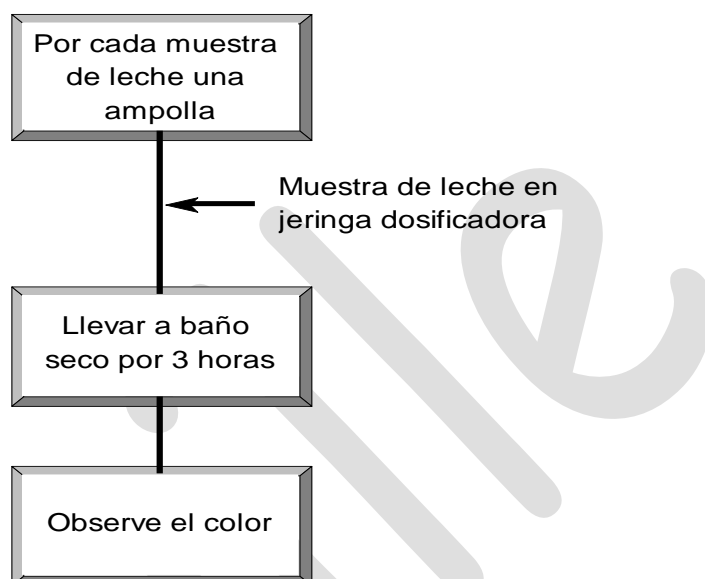 Por cada muestra
de leche una
ampolla
Muestra de leche en
jeringa dosificadora
Llevar a baño
seco por 3 horas
Observe el color